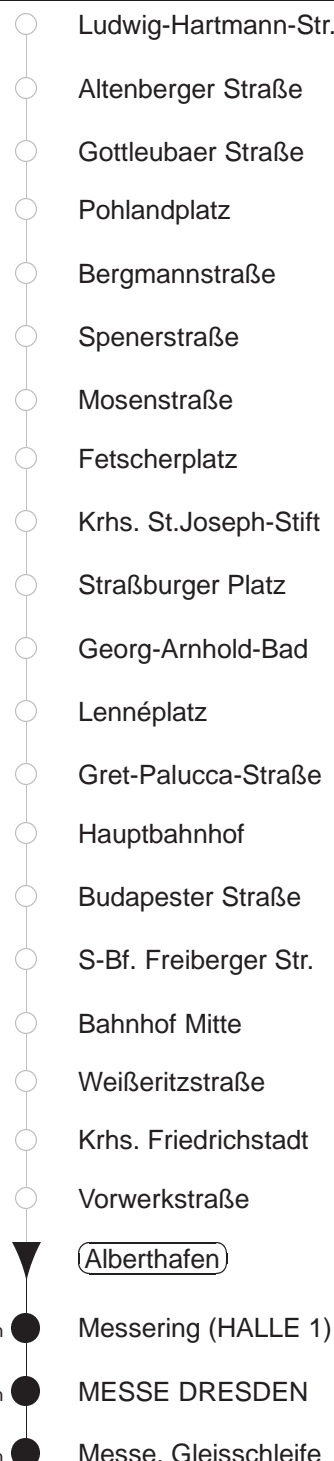 Ludwig-Hartmann-Str.
Altenberger Straße
Gottleubaer Straße
Pohlandplatz
Bergmannstraße
Spenerstraße
Mosenstraße
Fetscherplatz
Krhs. St.Joseph-Stift
Straßburger Platz
Georg-Arnhold-Bad
Lennéplatz
Gret-Palucca-Straße
Hauptbahnhof
Budapester Straße
S-Bf. Freiberger Str.
Bahnhof Mitte
Weißeritzstraße
Krhs. Friedrichstadt
Vorwerkstraße
Alberthafen
Messering (HALLE 1)
MESSE DRESDEN
Messe, Gleisschleife